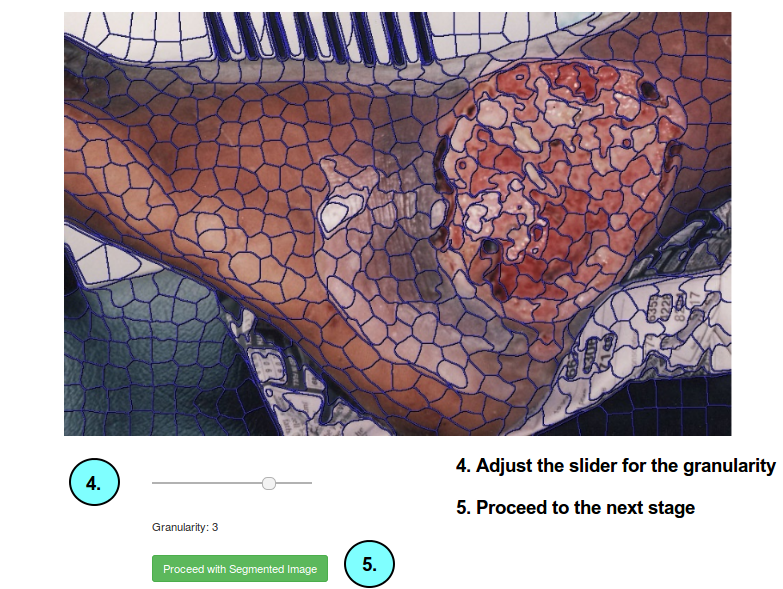 4.
4. Adjust the slider for the granularity
Granularity: 3
5. Proceed to the next stage
Proceed with Segmented Image
5.